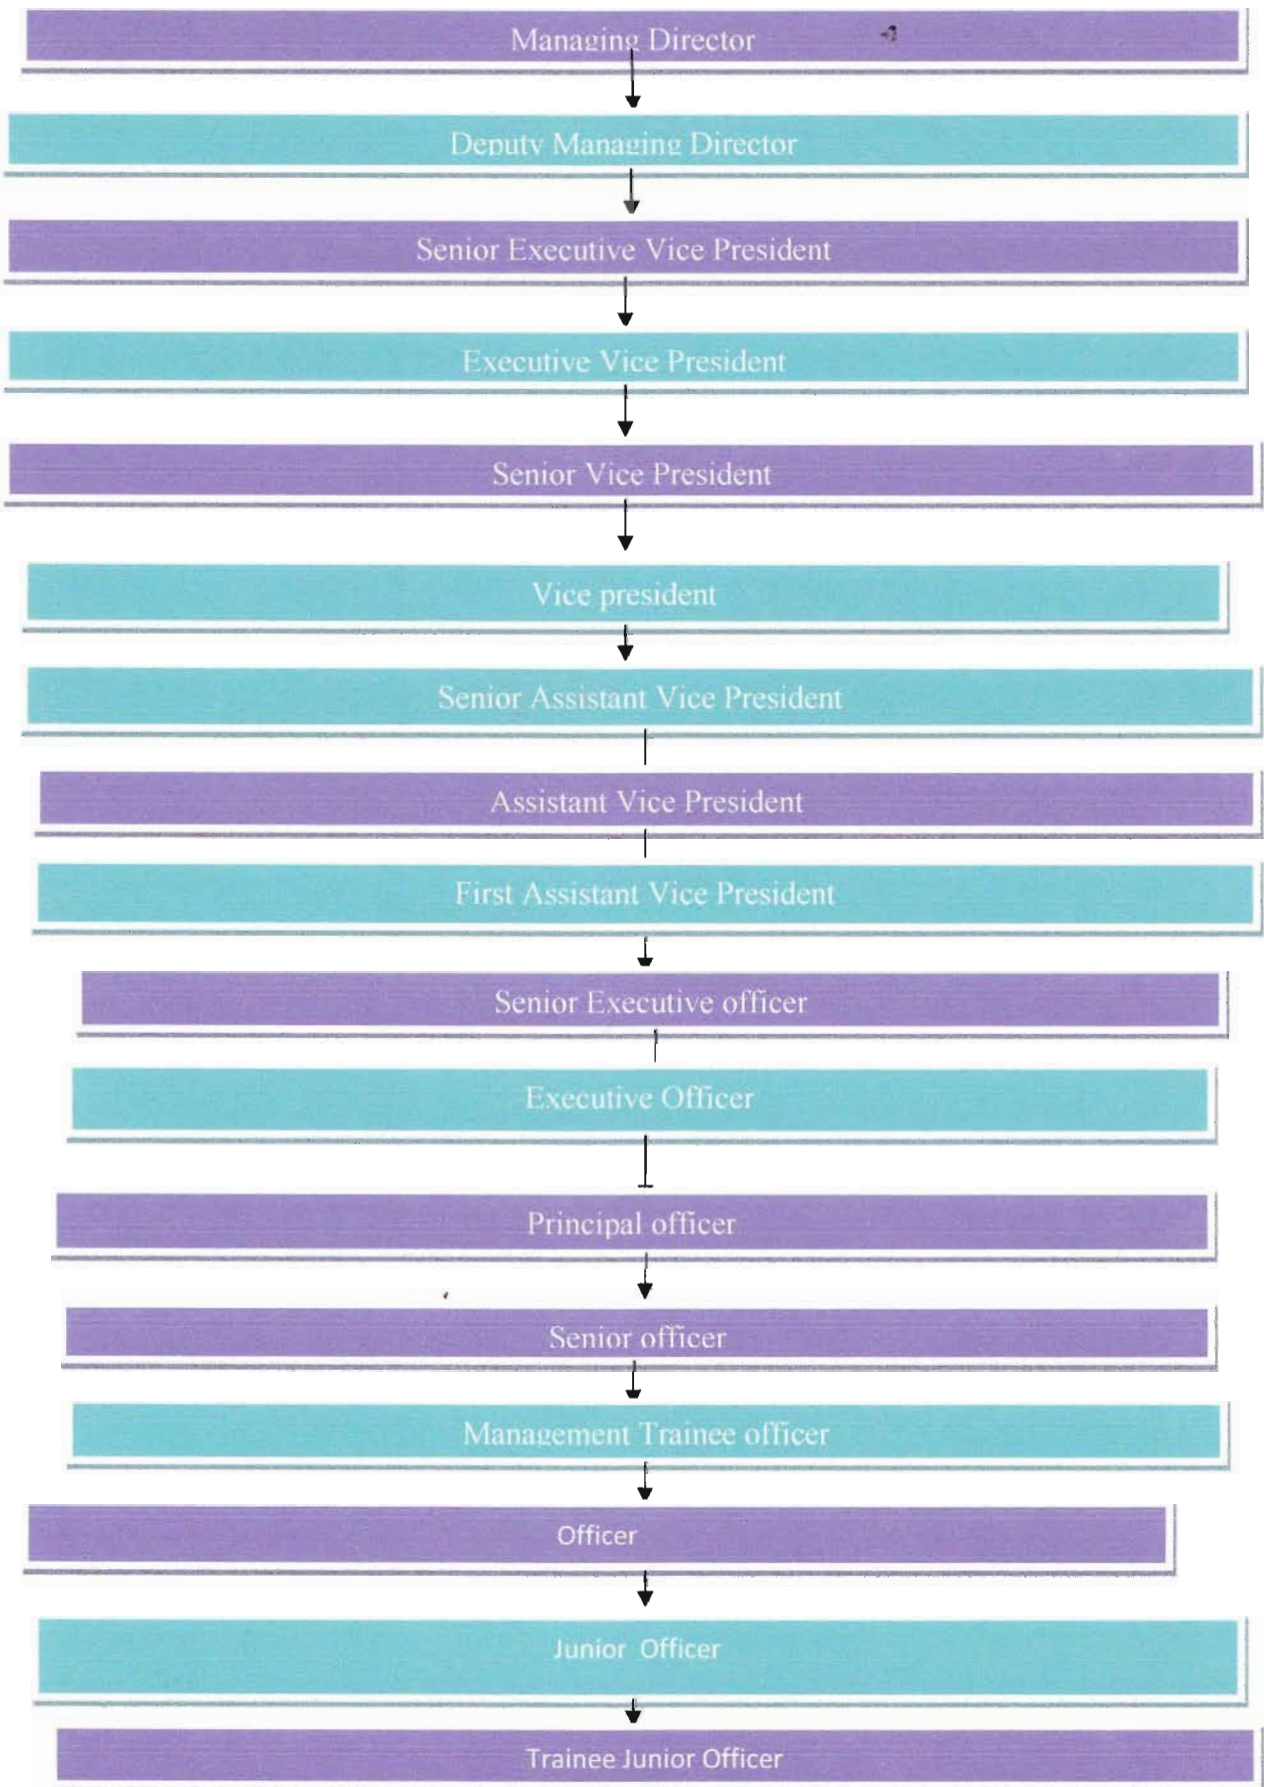 Managing Director
Deputy Managing Director
Senior Executive Vice President
Executive Vice President
Senior Vice President
Vice president
Senior Assistant Vice President
Assistant Vice President
First Assistant Vice President
Senior Executive officer
Executive Officer
Principal officer
Senior officer
Management Trainee officer
Officer
Junior Officer
Trainee Junior Officer